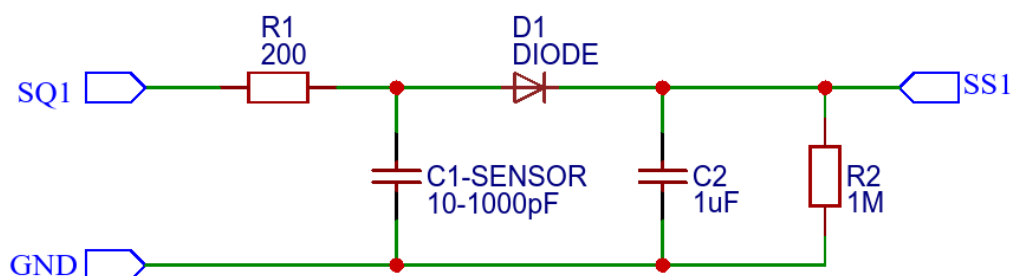 R1
200
D1
DIODE
SQ1
SS1
C1-SENSOR
10-1000pF
C2
1uF
R2
1M
GND